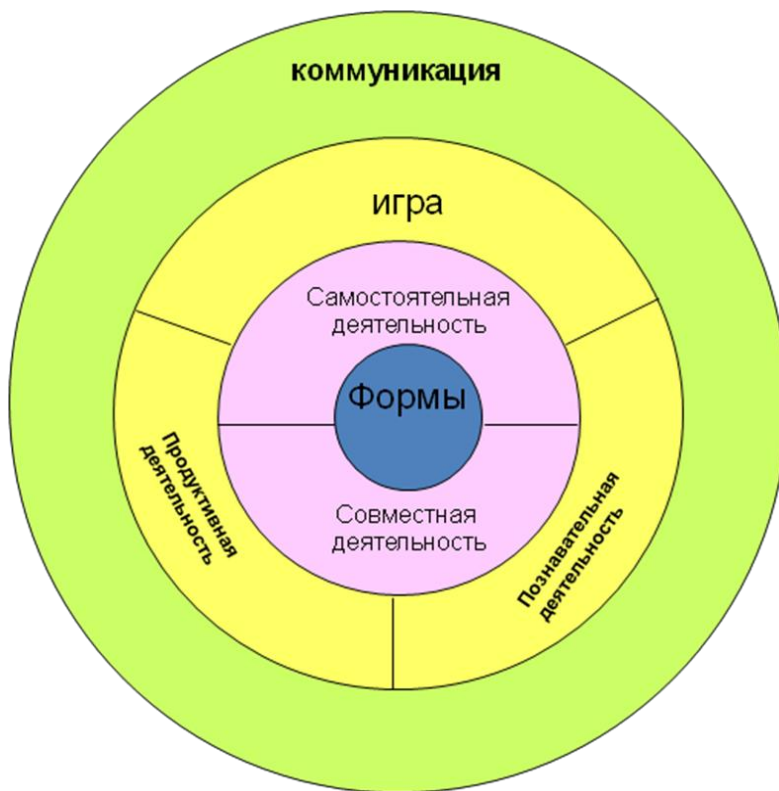 коммуникация
игра
Самостоятельная
деятельность
Формы
Продуктивная
деятельность
Совместная
деятельность
Познавательная
деятельность